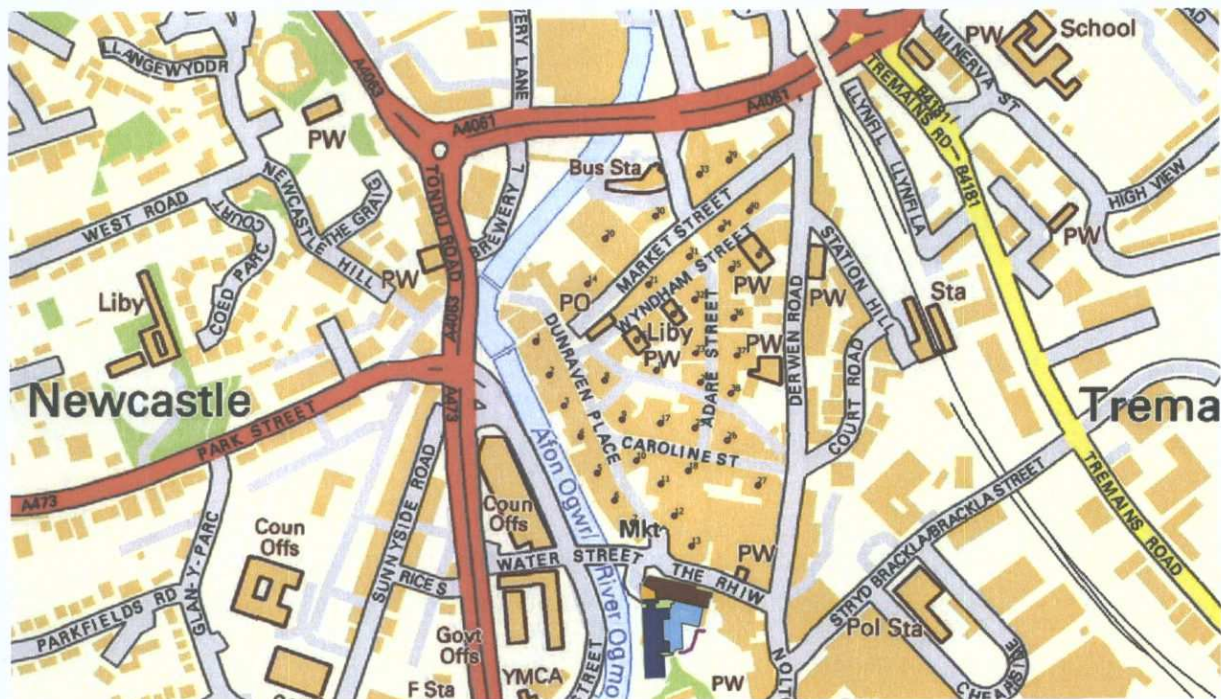 LLANGEWYDD
PW
A4063
A4061
A4061
PW
School
MINERVA ST
TREMAINS RD
B4181
B4181
LLYNFI
LLYNFI LA
HIGH VIEW
PW
Bus Sta
WEST ROAD
COED PARC
COURT
NEWCASTLE
HILL
THE GRAIG
TONDU ROAD
BREWERY
PW
A4063
Liby
MARKET STREET
WYNDHAM STREET
PO
Liby
PW
PW
PW
PW
STATION HILL
Sta
DUNRAVEN PLACE
ADARE STREET
DERWEN ROAD
COURT ROAD
CAROLINE ST
Newcastle
Trema
PARK STREET
A473
A473
Afon Ogwr
River Ogmo
SUNNYSIDE ROAD
Coun
Offs
Coun
Offs
Mkt
WATER STREET
THE RHIW
PW
STRYD BRACKLA/BRACKLA STREET
TREMAINS ROAD
GLAN-Y-PARC
PARKFIELDS RD
RICES
Govt
Offs
F Sta
YMCA
STREET
Pol Sta
PW